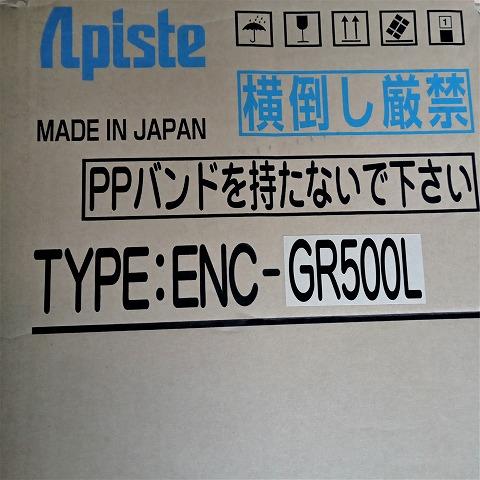 Apiste
1
横倒し厳禁
MADE IN JAPAN
PPバンドを持たないで下さい
TYPE:ENC-GR500L